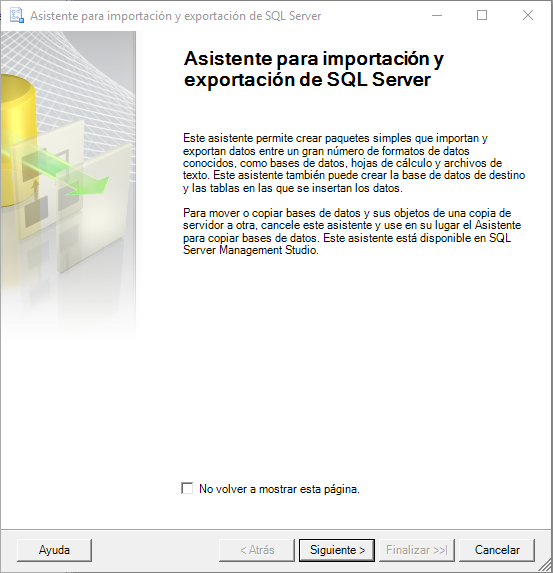 Asistente para importación y exportación de SQL Server
Asistente para importación y
exportación de SQL Server
Este asistente permite crear paquetes simples que importan y
exportan datos entre un gran número de formatos de datos
conocidos, como bases de datos, hojas de cálculo y archivos de
texto. Este asistente también puede crear la base de datos de destino
y las tablas en las que se insertan los datos.
Para mover o copiar bases de datos y sus objetos de una copia de
servidor a otra, cancele este asistente y use en su lugar el Asistente
para copiar bases de datos. Este asistente está disponible en SQL
Server Management Studio.
No volver a mostrar esta página.
Ayuda
< Atrás
Siguiente >
Finalizar >>|
Cancelar